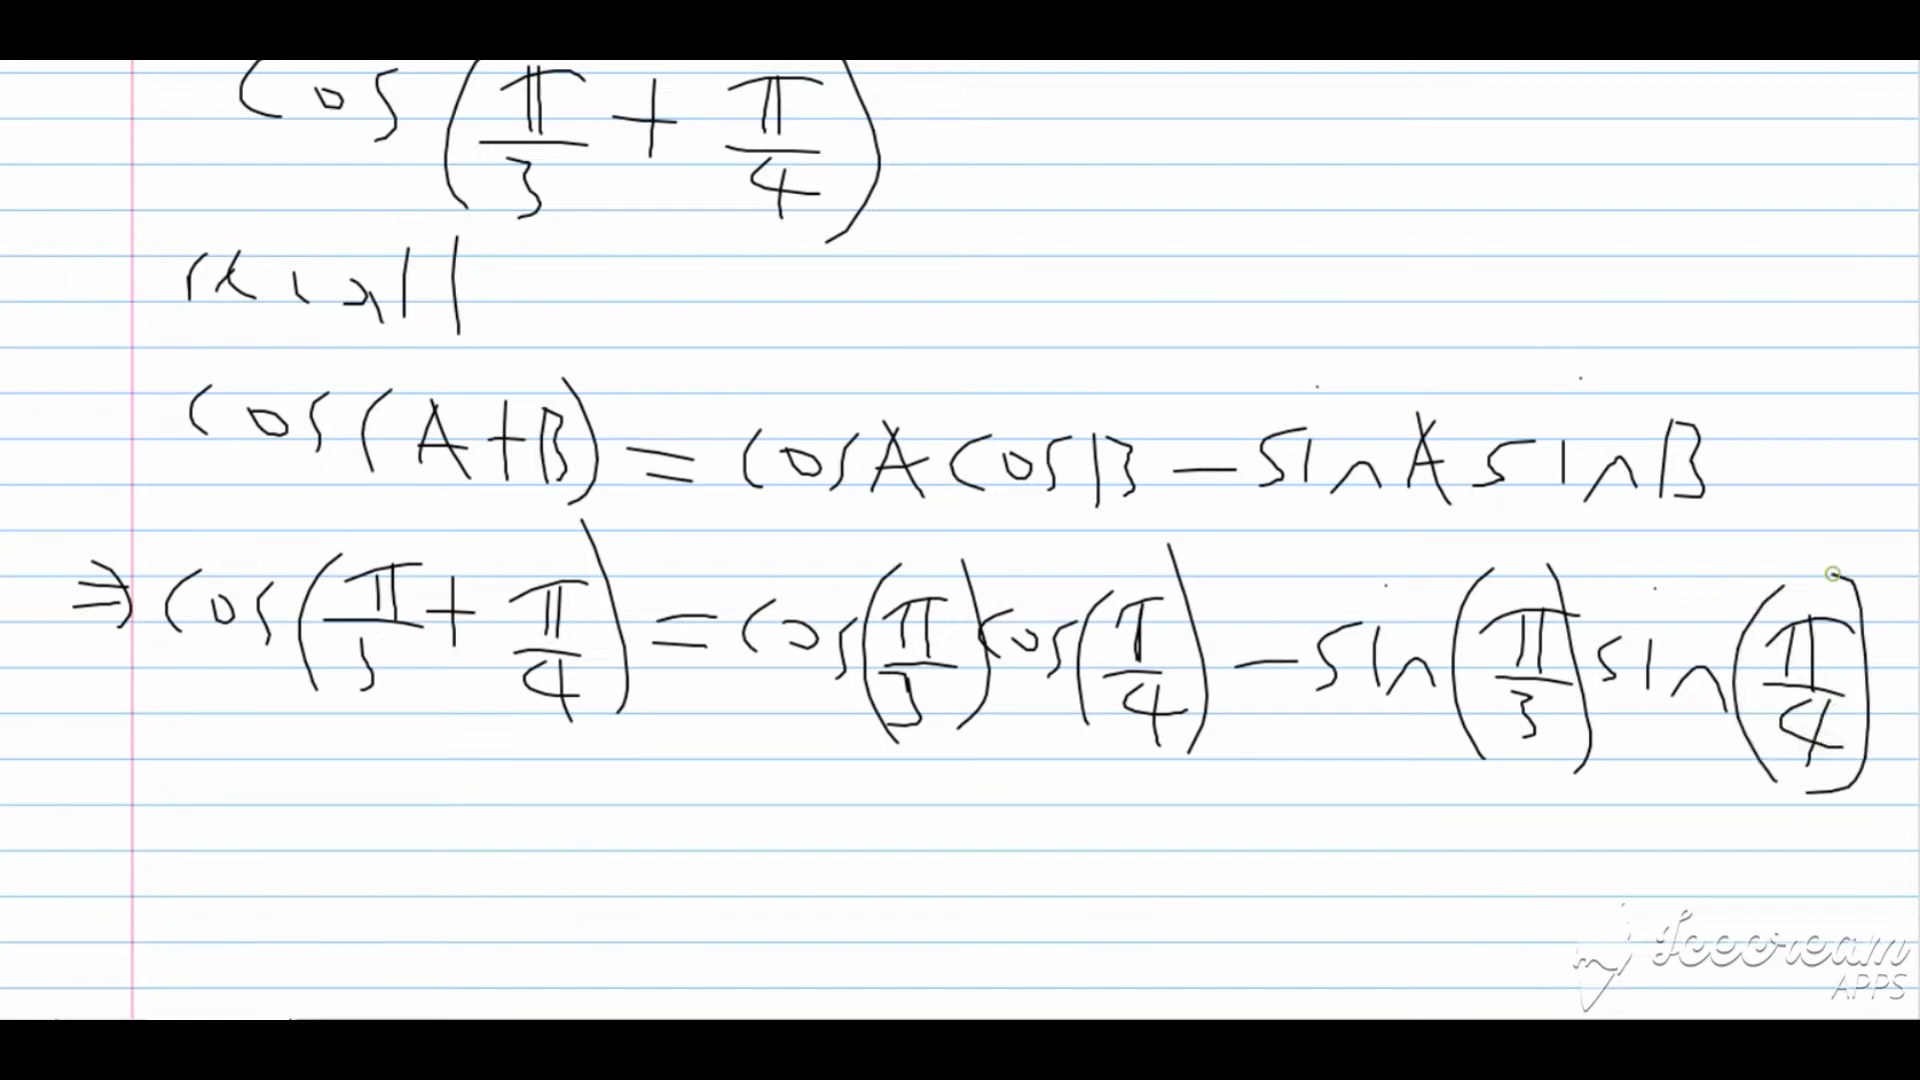 cos(π/3 + π/4)
recall
cos(A+B) = cosA cosB - sinA sinB
⇒ cos(π/3 + π/4) = cos(π/3)cos(π/4) - sin(π/3)sin(π/4)
Icecream
APPS